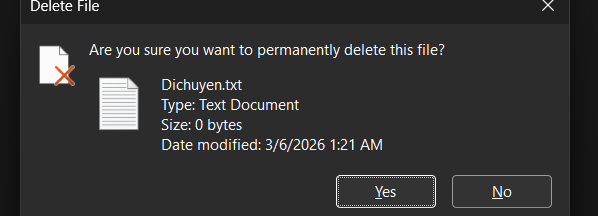 Delete File
Are you sure you want to permanently delete this file?
Dichuyen.txt
Type: Text Document
Size: 0 bytes
Date modified: 3/6/2026 1:21 AM
Yes
No